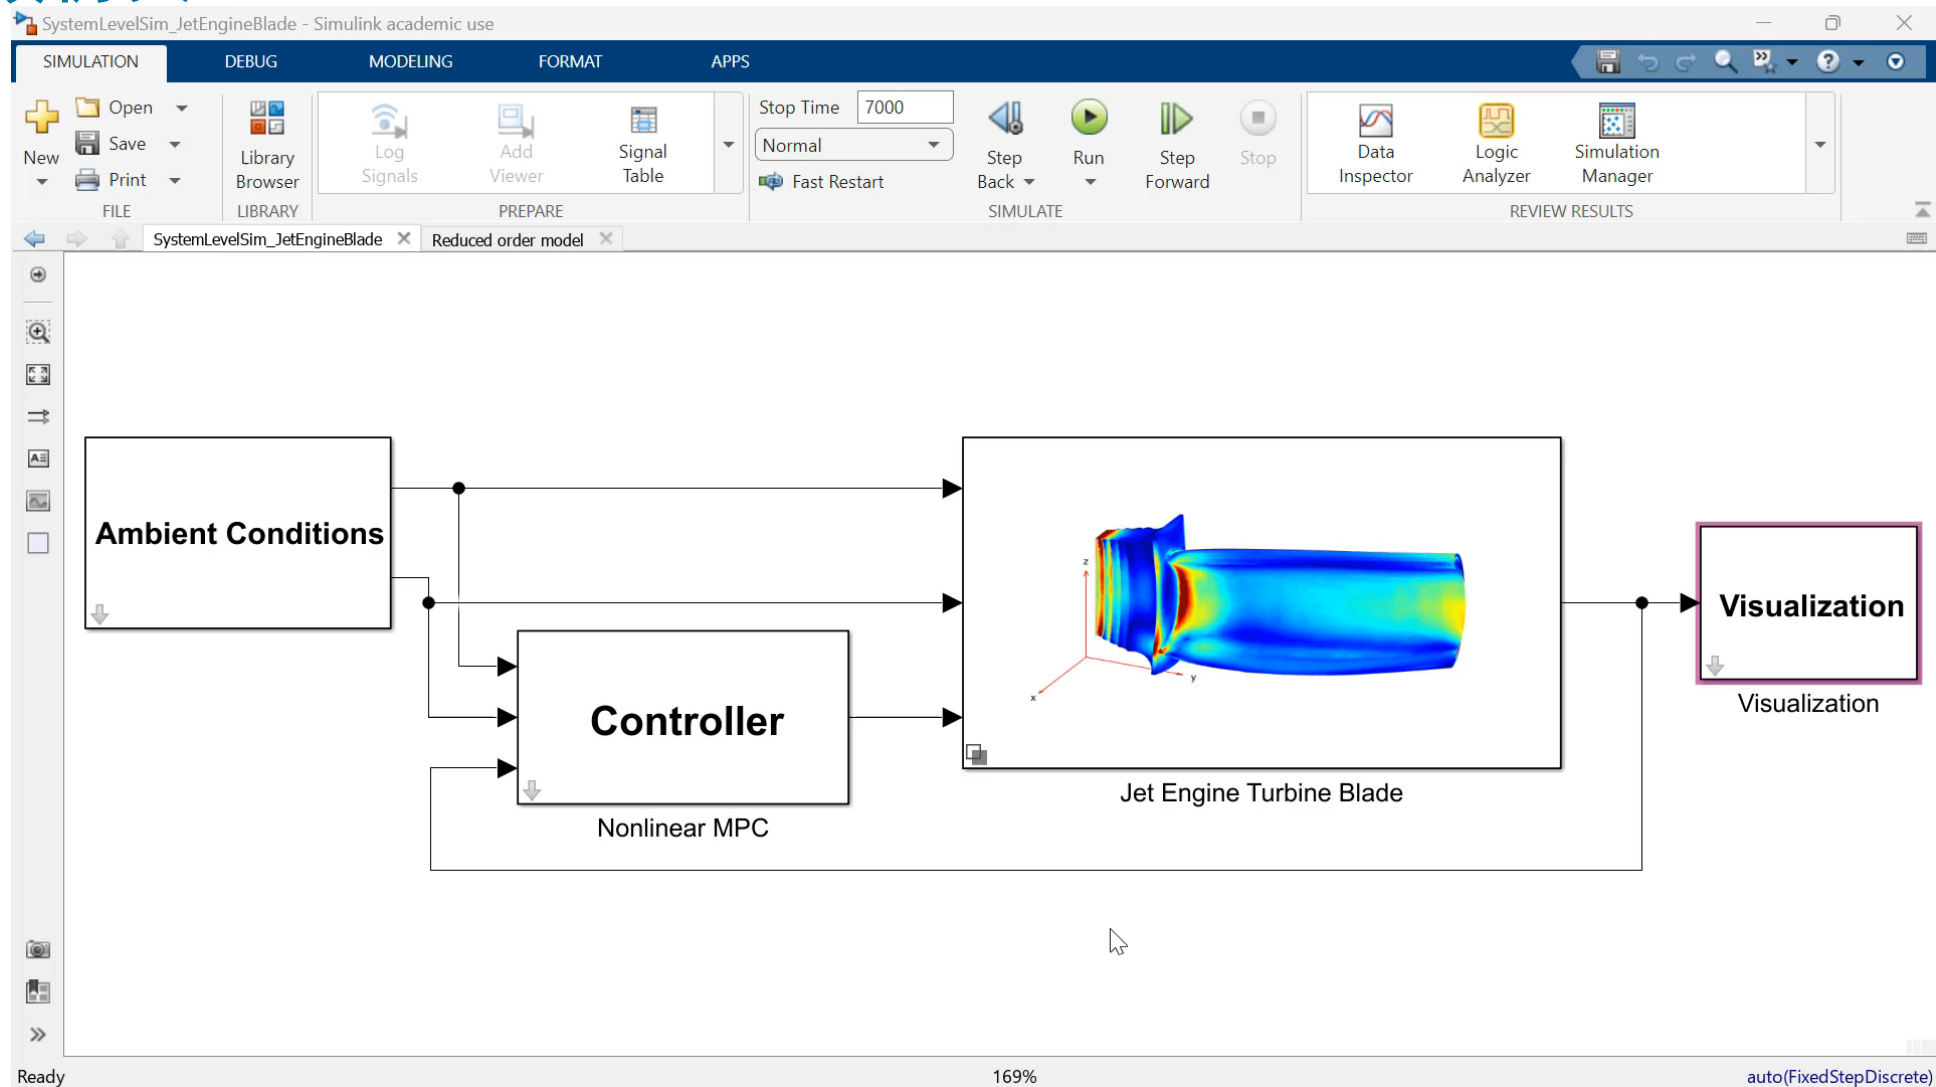 SystemLevelSim_JetEngineBlade - Simulink academic use
SIMULATION DEBUG MODELING FORMAT APPS
New
Open
Save
Print
FILE
Library
Browser
LIBRARY
Log
Signals
Add
Viewer
Signal
Table
PREPARE
Stop Time 7000
Normal
Fast Restart
Step
Back
Run
Step
Forward
Stop
SIMULATE
Data
Inspector
Logic
Analyzer
Simulation
Manager
REVIEW RESULTS
SystemLevelSim_JetEngineBlade
Reduced order model
Ambient Conditions
Controller
Nonlinear MPC
z
x
y
Jet Engine Turbine Blade
Visualization
Visualization
Ready
169%
auto(FixedStepDiscrete)